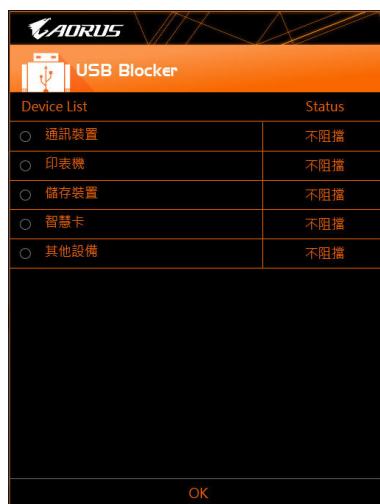 AORUS
USB Blocker
Device List Status
通訊裝置 不阻擋
印表機 不阻擋
儲存裝置 不阻擋
智慧卡 不阻擋
其他設備 不阻擋
OK